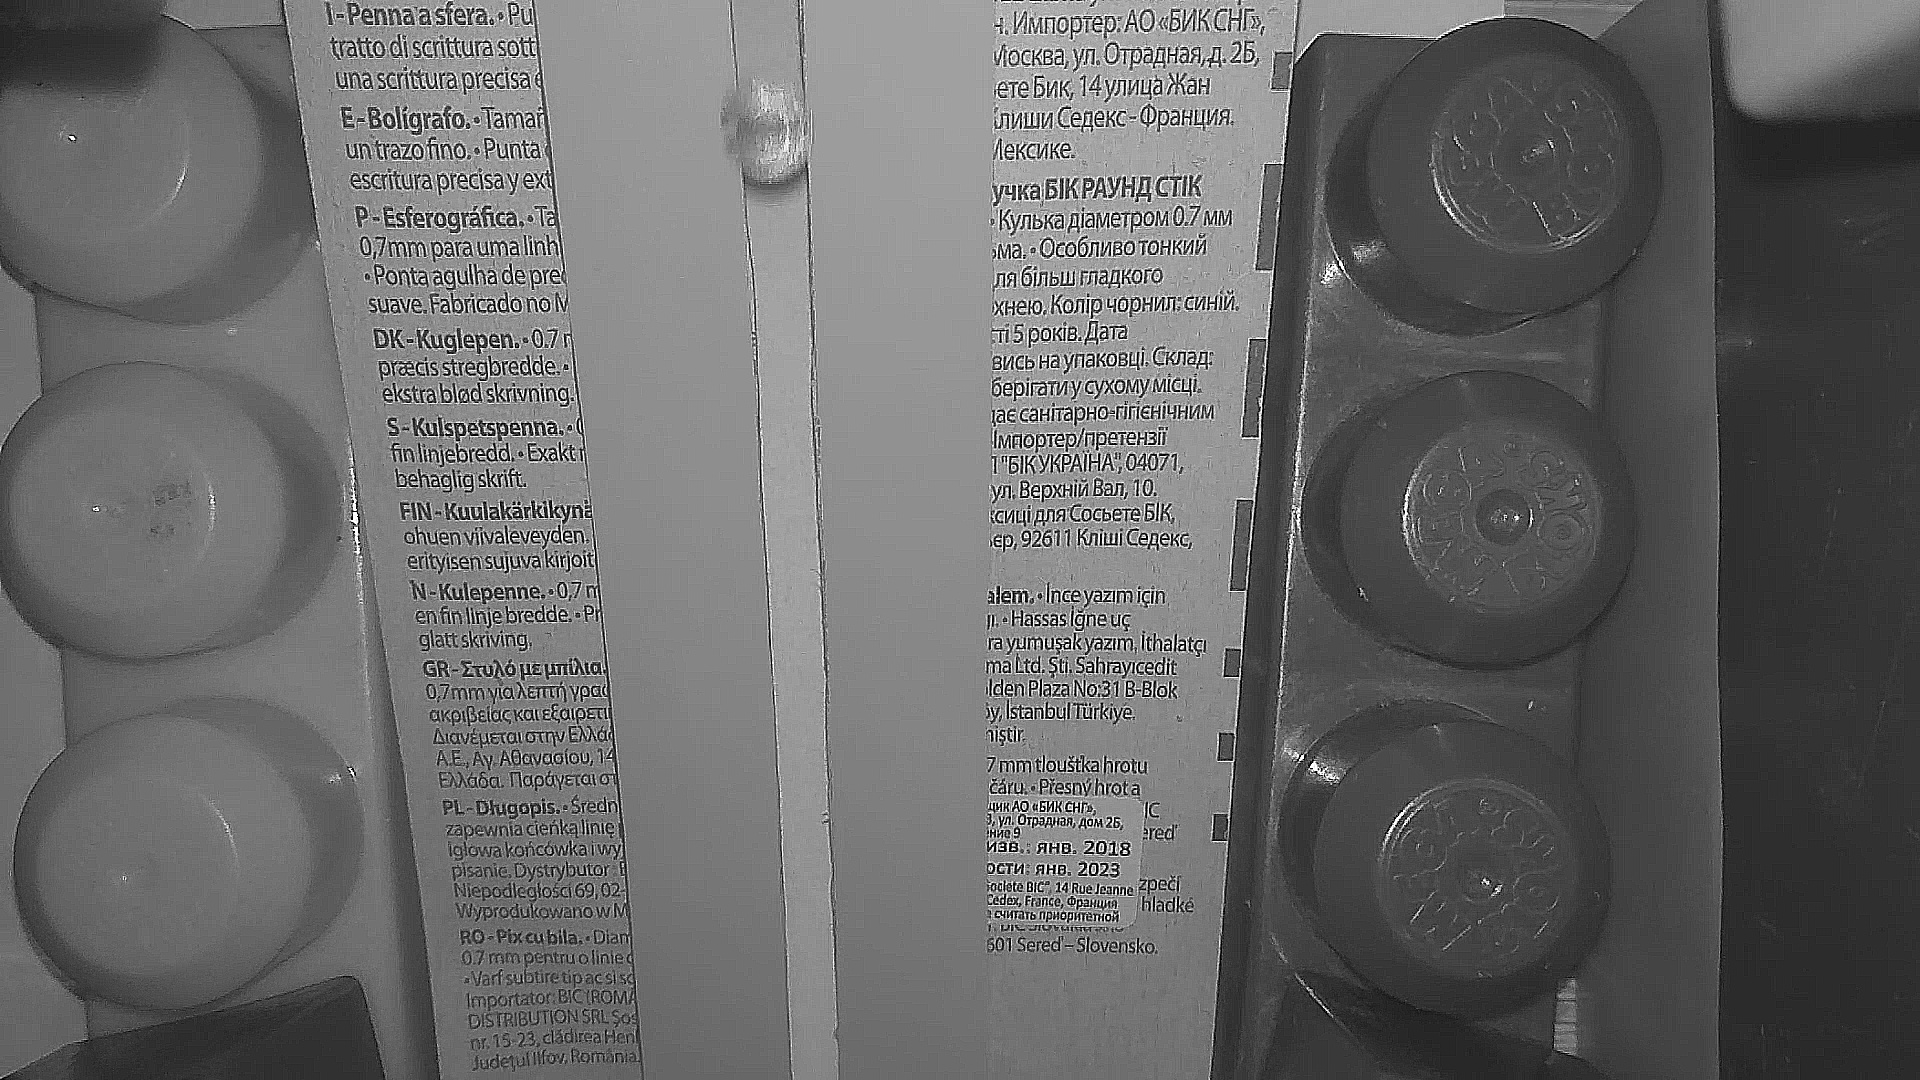 I - Penna a sfera. • Pu
tratto di scrittura sott
una scrittura precisa e
E - Bolígrafo. • Tamañ
un trazo fino. • Punta
escritura precisa y ext
P - Esferográfica. • Ta
0,7mm para uma linh
• Ponta agulha de prec
suave. Fabricado no M
DK - Kuglepen. • 0.7 r
præcis stregbredde. •
ekstra blød skrivning.
S - Kulspetspenna. •
fin linjebredd. • Exakt
behaglig skrift.
FIN - Kuulakärkikynä
ohuen viivaleveyden.
erityisen sujuva kirjoit
N - Kulepenne. • 0,7 m
en fin linje bredde. • Pr
glatt skriving.
GR - Στυλό με μπίλια.
0,7mm για λεπτή γρας
ακριβείας και εξαιρετι
Διανέμεται στην Ελλά
Α.Ε., Αγ. Αθανασίου, 14
Ελλάδα. Παράγεται στ
PL - Długopis. • Średn
zapewnia cienką linię
Igłowa końcówka i wy
pisanie. Dystrybutor:
Niepodległości 69, 02-
Wyprodukowano w M
RO - Pix cu bila. • Diam
0.7 mm pentru o linie c
• Varf subtire tip ac si sc
Importator: BIC (ROMA
DISTRIBUTION SRL Şos
nr. 15-23, clădirea Hen
Judeţul Ilfov, România.
н. Импортер: АО «БИК СНГ»,
Москва, ул. Отрадная, д. 2Б,
ете Бик, 14 улица Жан
Клиши Седекс - Франция.
Мексике.
учка БІК РАУНД СТІК
• Кулька діаметром 0.7 мм
ьма. • Особливо тонкий
ля більш гладкого
хнею. Колір чорнил: синій.
ті 5 років. Дата
вись на упаковці. Склад:
берігати у сухому місці.
дає санітарно-гігієнічним
Імпортер/претензії
"БІК УКРАЇНА", 04071,
ул. Верхній Вал, 10.
ксиці для Сосьете БІК,
ер, 92611 Кліші Седекс,
alem. • İnce yazım için
ı. • Hassas İğne uç
ra yumuşak yazım, İthalatçı
ma Ltd. Şti. Sahrayıcedit
lden Plaza No:31 B-Blok
y, İstanbul Türkiye.
iştir.
7 mm tloušťka hrotu
čáru. • Přesný hrot a
щик АО «БИК СНГ»,
ул. Отрадная, дом 2Б,
ние 9
изв.: янв. 2018
ости: янв. 2023
Societe BIC", 14 Rue Jeanne
Cedex, France, Франция
считать приоритетной
IC
ereď
zpečí
hladké
601 Sereď – Slovensko.